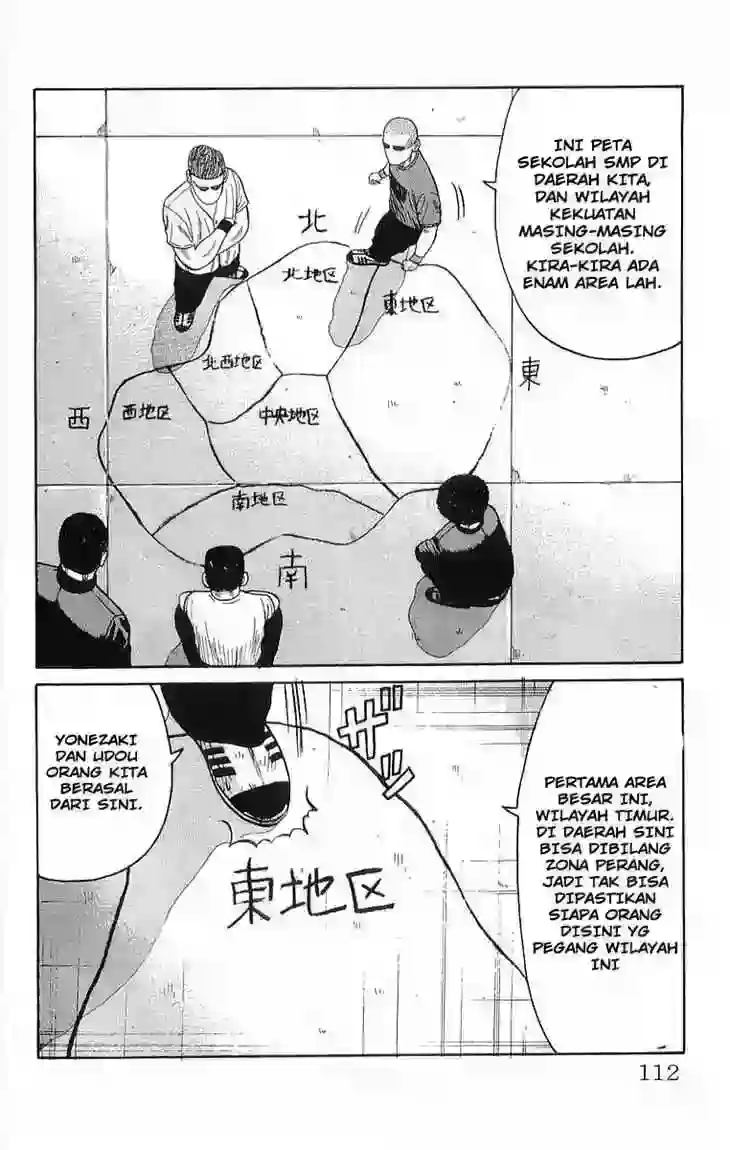 INI PETA
SEKOLAH SMP DI
DAERAH KITA,
DAN WILAYAH
KEKUATAN
MASING-MASING
SEKOLAH.
KIRA-KIRA ADA
ENAM AREA LAH.
北
北地区
東地区
東
北西地区
西
西地区
中央地区
南地区
南
ザザッ
YONEZAKI
DAN UDOU
ORANG KITA
BERASAL
DARI SINI.
東地区
PERTAMA AREA
BESAR INI,
WILAYAH TIMUR.
DI DAERAH SINI
BISA DIBILANG
ZONA PERANG,
JADI TAK BISA
DIPASTIKAN
SIAPA ORANG
DISINI YG
PEGANG WILAYAH
INI
112